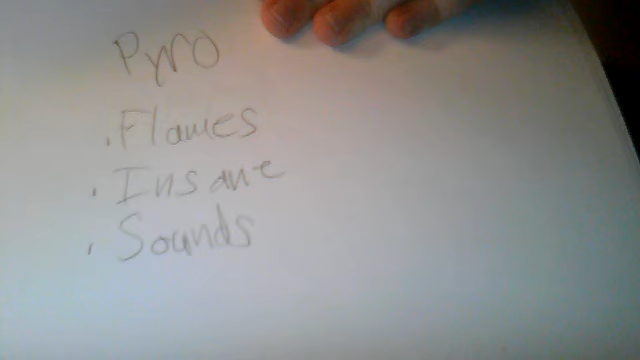 Pyro
. Flames
. Insane
. Sounds